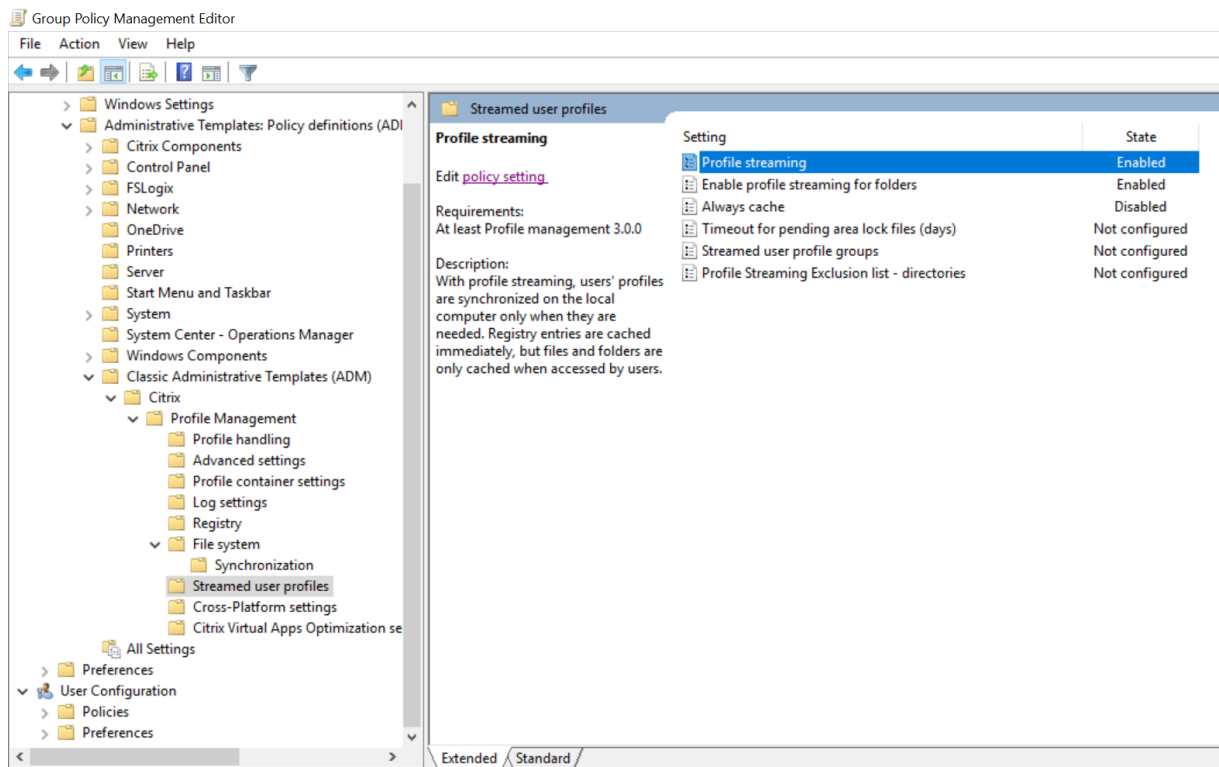 Group Policy Management Editor
File Action View Help
Windows Settings
Administrative Templates: Policy definitions (ADI
Citrix Components
Control Panel
FSLogix
Network
OneDrive
Printers
Server
Start Menu and Taskbar
System
System Center - Operations Manager
Windows Components
Classic Administrative Templates (ADM)
Citrix
Profile Management
Profile handling
Advanced settings
Profile container settings
Log settings
Registry
File system
Synchronization
Streamed user profiles
Cross-Platform settings
Citrix Virtual Apps Optimization se
All Settings
Preferences
User Configuration
Policies
Preferences
Streamed user profiles
Profile streaming
Edit policy setting
Requirements:
At least Profile management 3.0.0
Description:
With profile streaming, users' profiles
are synchronized on the local
computer only when they are
needed. Registry entries are cached
immediately, but files and folders are
only cached when accessed by users.
Setting State
Profile streaming Enabled
Enable profile streaming for folders Enabled
Always cache Disabled
Timeout for pending area lock files (days) Not configured
Streamed user profile groups Not configured
Profile Streaming Exclusion list - directories Not configured
Extended Standard